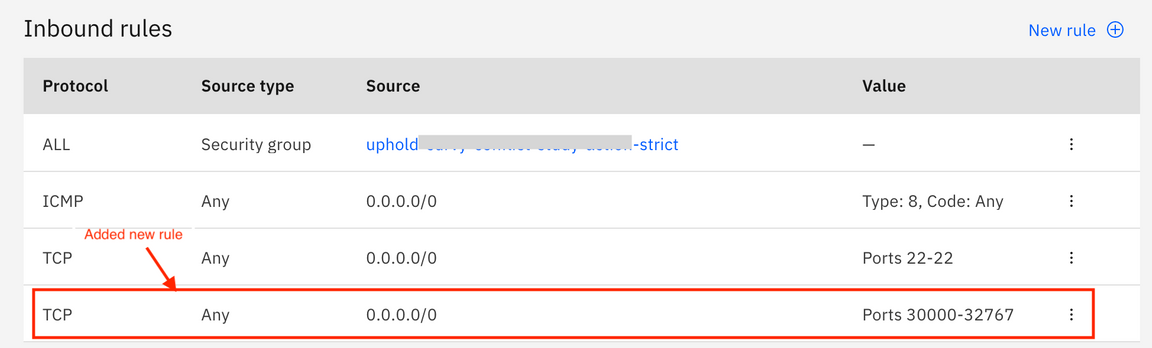 Inbound rules
New rule
Protocol Source type Source Value
ALL Security group uphold -strict —
ICMP Any 0.0.0.0/0 Type: 8, Code: Any
Added new rule
TCP Any 0.0.0.0/0 Ports 22-22
TCP Any 0.0.0.0/0 Ports 30000-32767